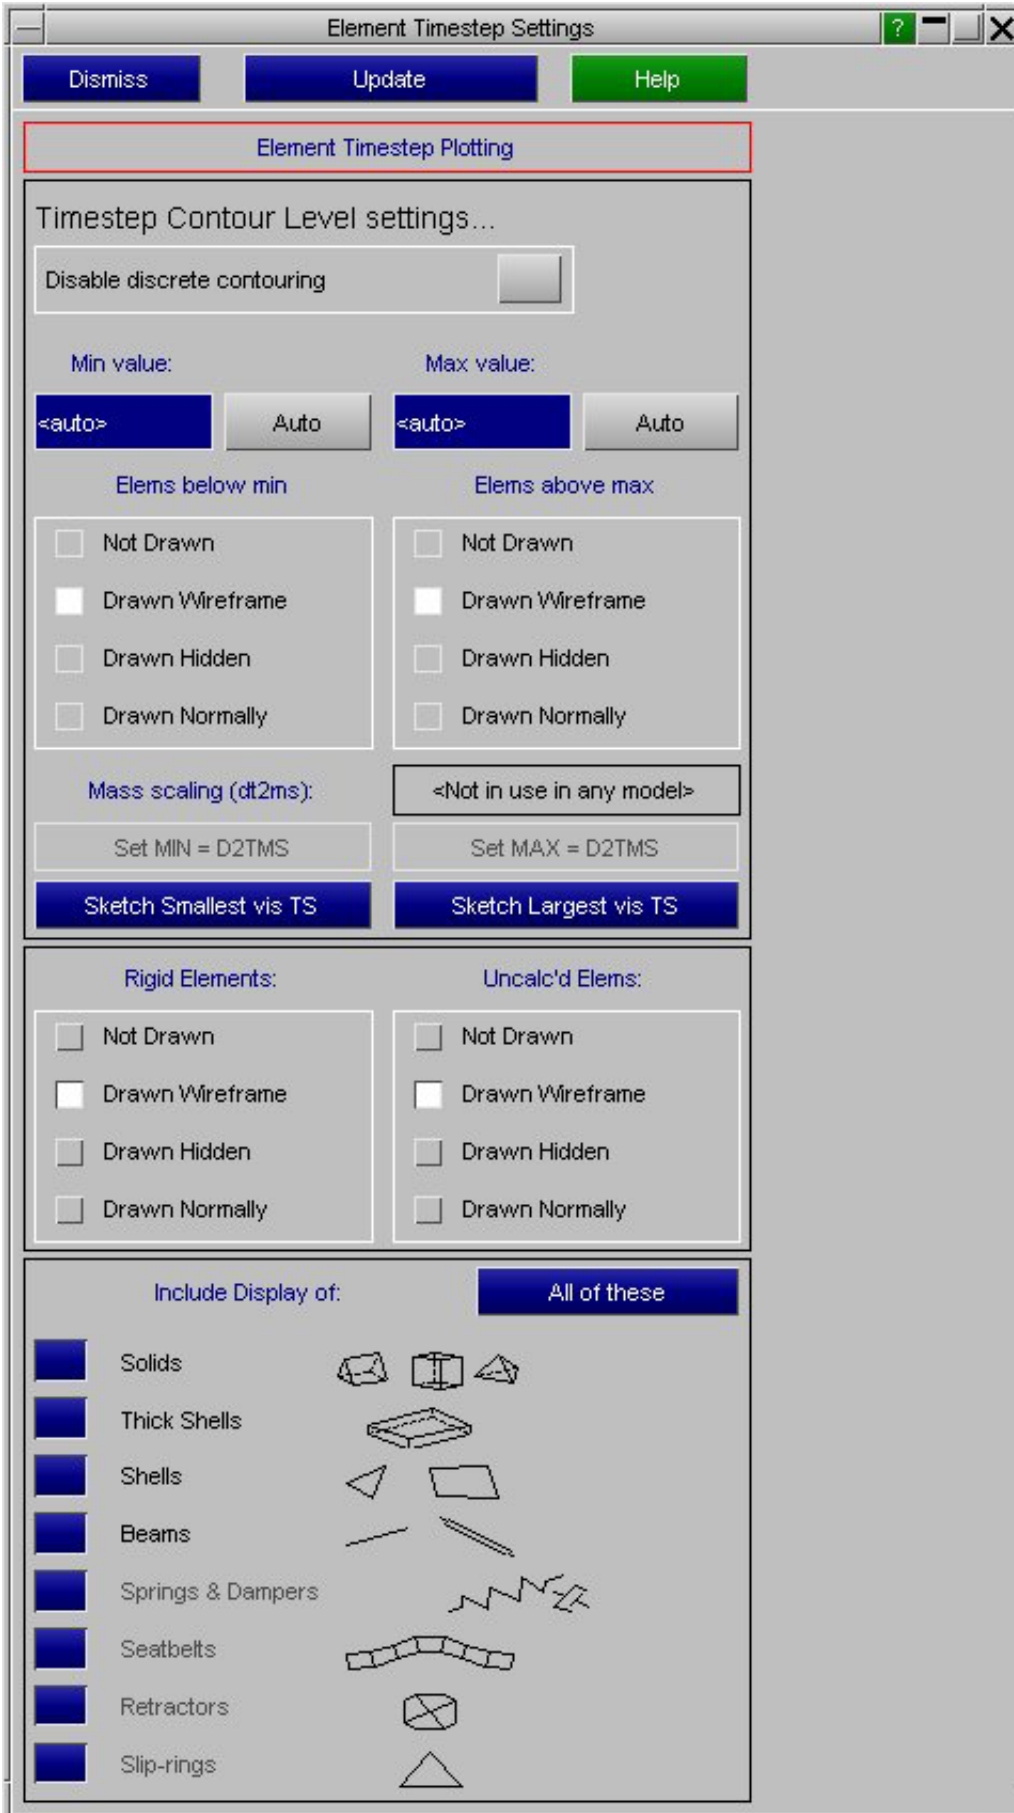 Element Timestep Settings ?
Dismiss Update Help
Element Timestep Plotting
Timestep Contour Level settings...
Disable discrete contouring
Min value: Max value:
<auto> Auto <auto> Auto
Elems below min Elems above max
Not Drawn Not Drawn
Drawn Wireframe Drawn Wireframe
Drawn Hidden Drawn Hidden
Drawn Normally Drawn Normally
Mass scaling (dt2ms): <Not in use in any model>
Set MIN = D2TMS Set MAX = D2TMS
Sketch Smallest vis TS Sketch Largest vis TS
Rigid Elements: Uncalc'd Elems:
Not Drawn Not Drawn
Drawn Wireframe Drawn Wireframe
Drawn Hidden Drawn Hidden
Drawn Normally Drawn Normally
Include Display of: All of these
Solids
Thick Shells
Shells
Beams
Springs & Dampers
Seatbelts
Retractors
Slip-rings